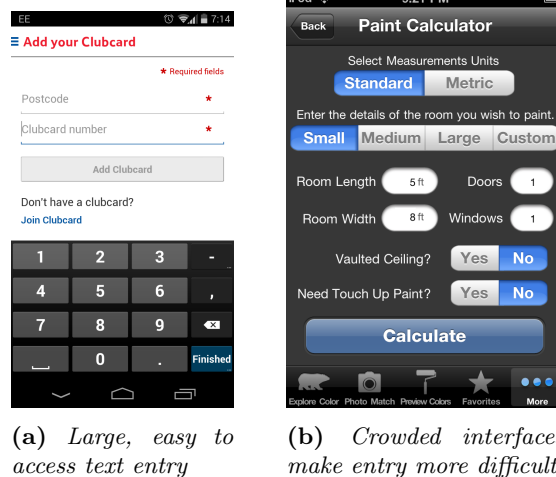 EE 7:14
Add your Clubcard
* Required fields
Postcode *
Clubcard number *
Add Clubcard
Don't have a clubcard?
Join Clubcard
1 2 3 -
4 5 6 ,
7 8 9
0 . Finished
(a) Large, easy to
access text entry
Back Paint Calculator
Select Measurements Units
Standard Metric
Enter the details of the room you wish to paint.
Small Medium Large Custom
Room Length 5 ft Doors 1
Room Width 8 ft Windows 1
Vaulted Ceiling? Yes No
Need Touch Up Paint? Yes No
Calculate
Explore Color Photo Match Preview Colors Favorites More
(b) Crowded interface
make entry more difficult